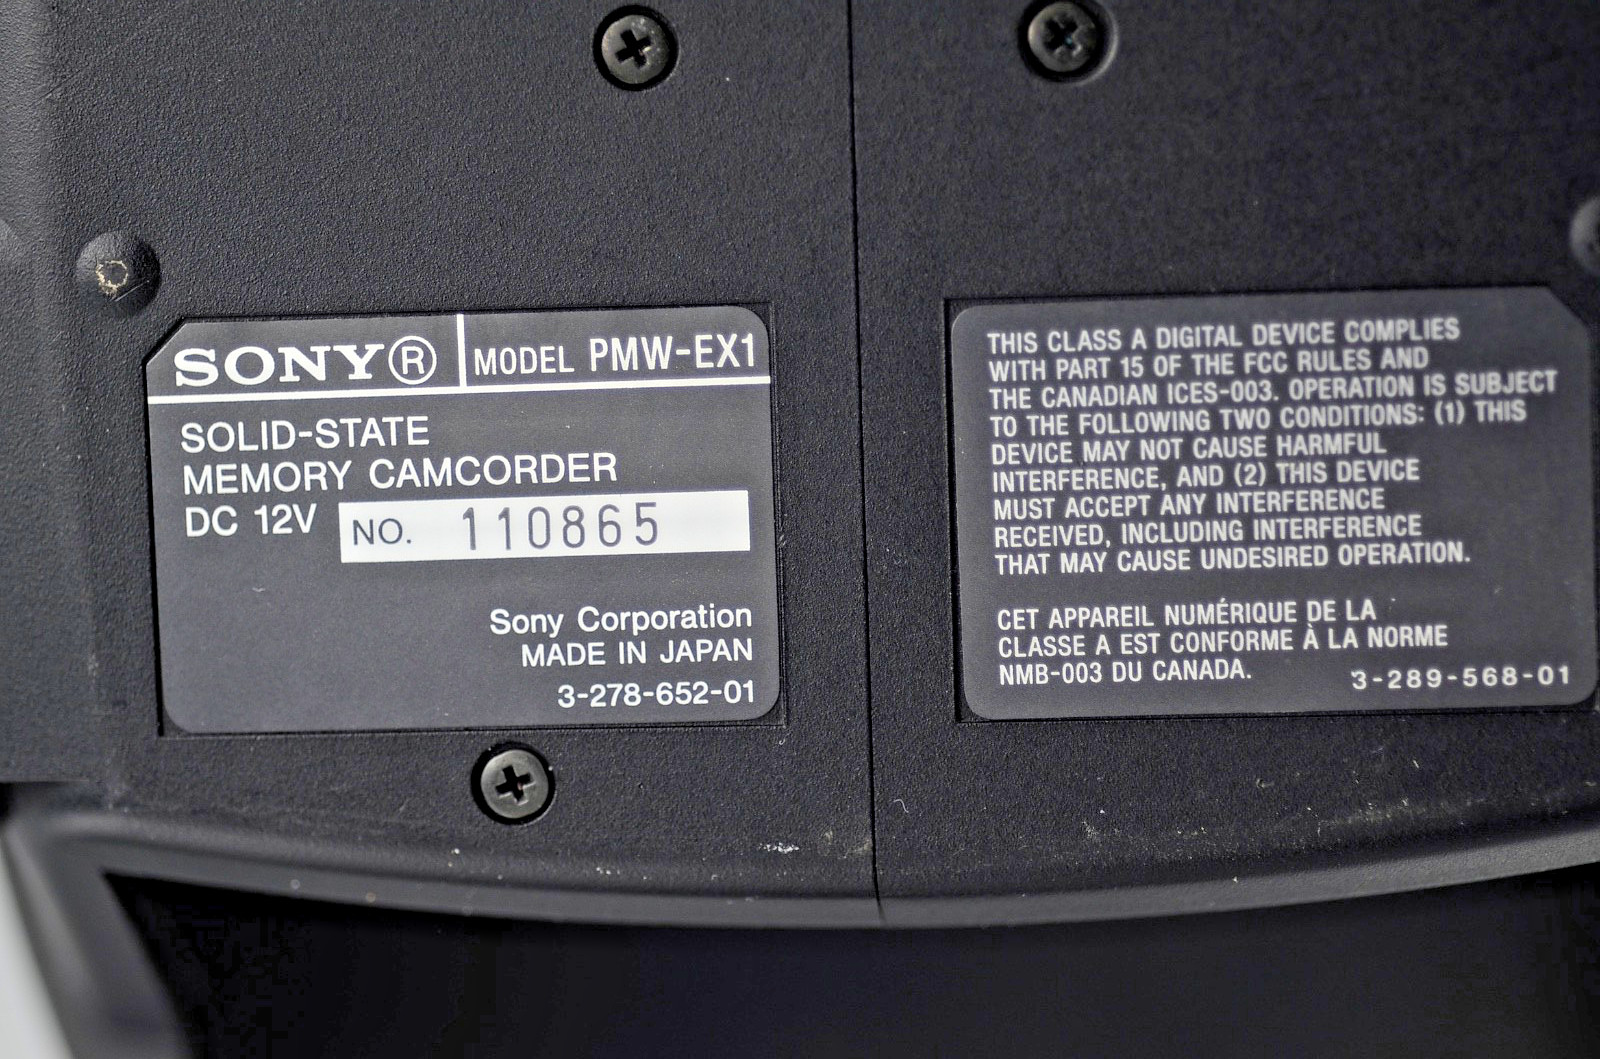 SONY® MODEL PMW-EX1
SOLID-STATE
MEMORY CAMCORDER
DC 12V NO. 110865
Sony Corporation
MADE IN JAPAN
3-278-652-01
THIS CLASS A DIGITAL DEVICE COMPLIES
WITH PART 15 OF THE FCC RULES AND
THE CANADIAN ICES-003. OPERATION IS SUBJECT
TO THE FOLLOWING TWO CONDITIONS: (1) THIS
DEVICE MAY NOT CAUSE HARMFUL
INTERFERENCE, AND (2) THIS DEVICE
MUST ACCEPT ANY INTERFERENCE
RECEIVED, INCLUDING INTERFERENCE
THAT MAY CAUSE UNDESIRED OPERATION.
CET APPAREIL NUMÉRIQUE DE LA
CLASSE A EST CONFORME À LA NORME
NMB-003 DU CANADA. 3-289-568-01